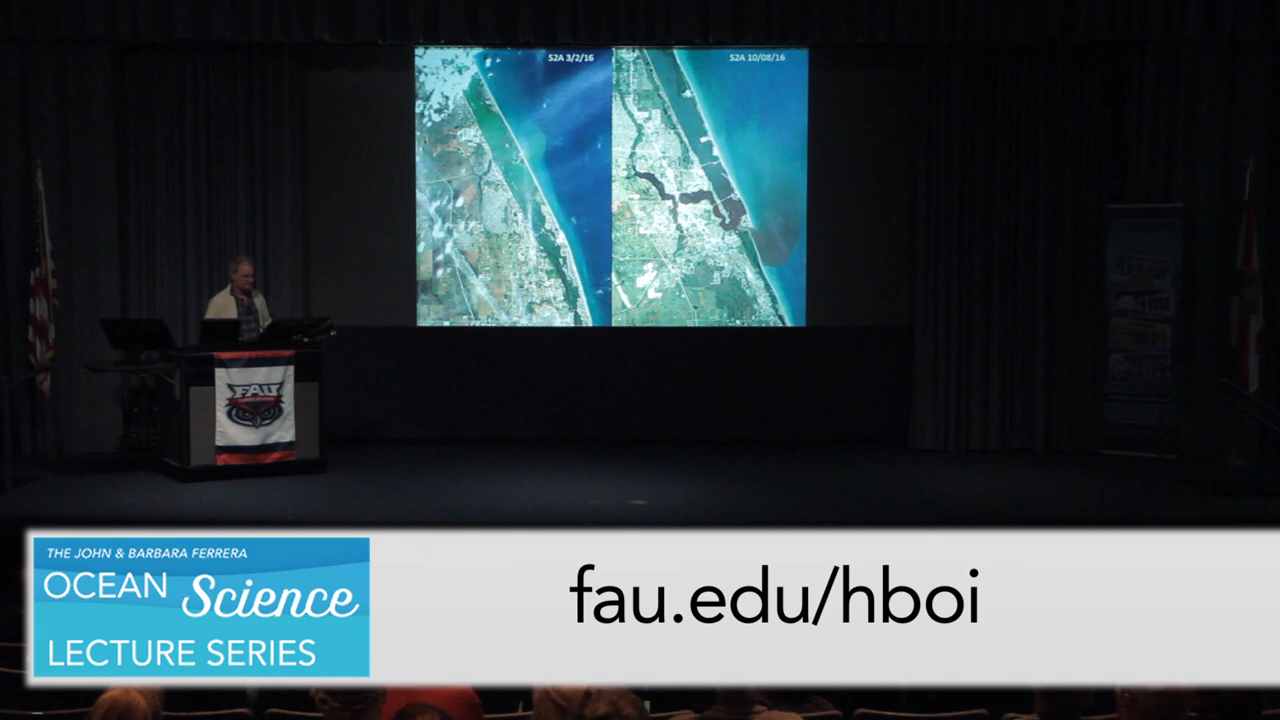 S2A 3/2/16
S2A 10/08/16
FAU
THE JOHN & BARBARA FERRERA
OCEAN Science
LECTURE SERIES
fau.edu/hboi